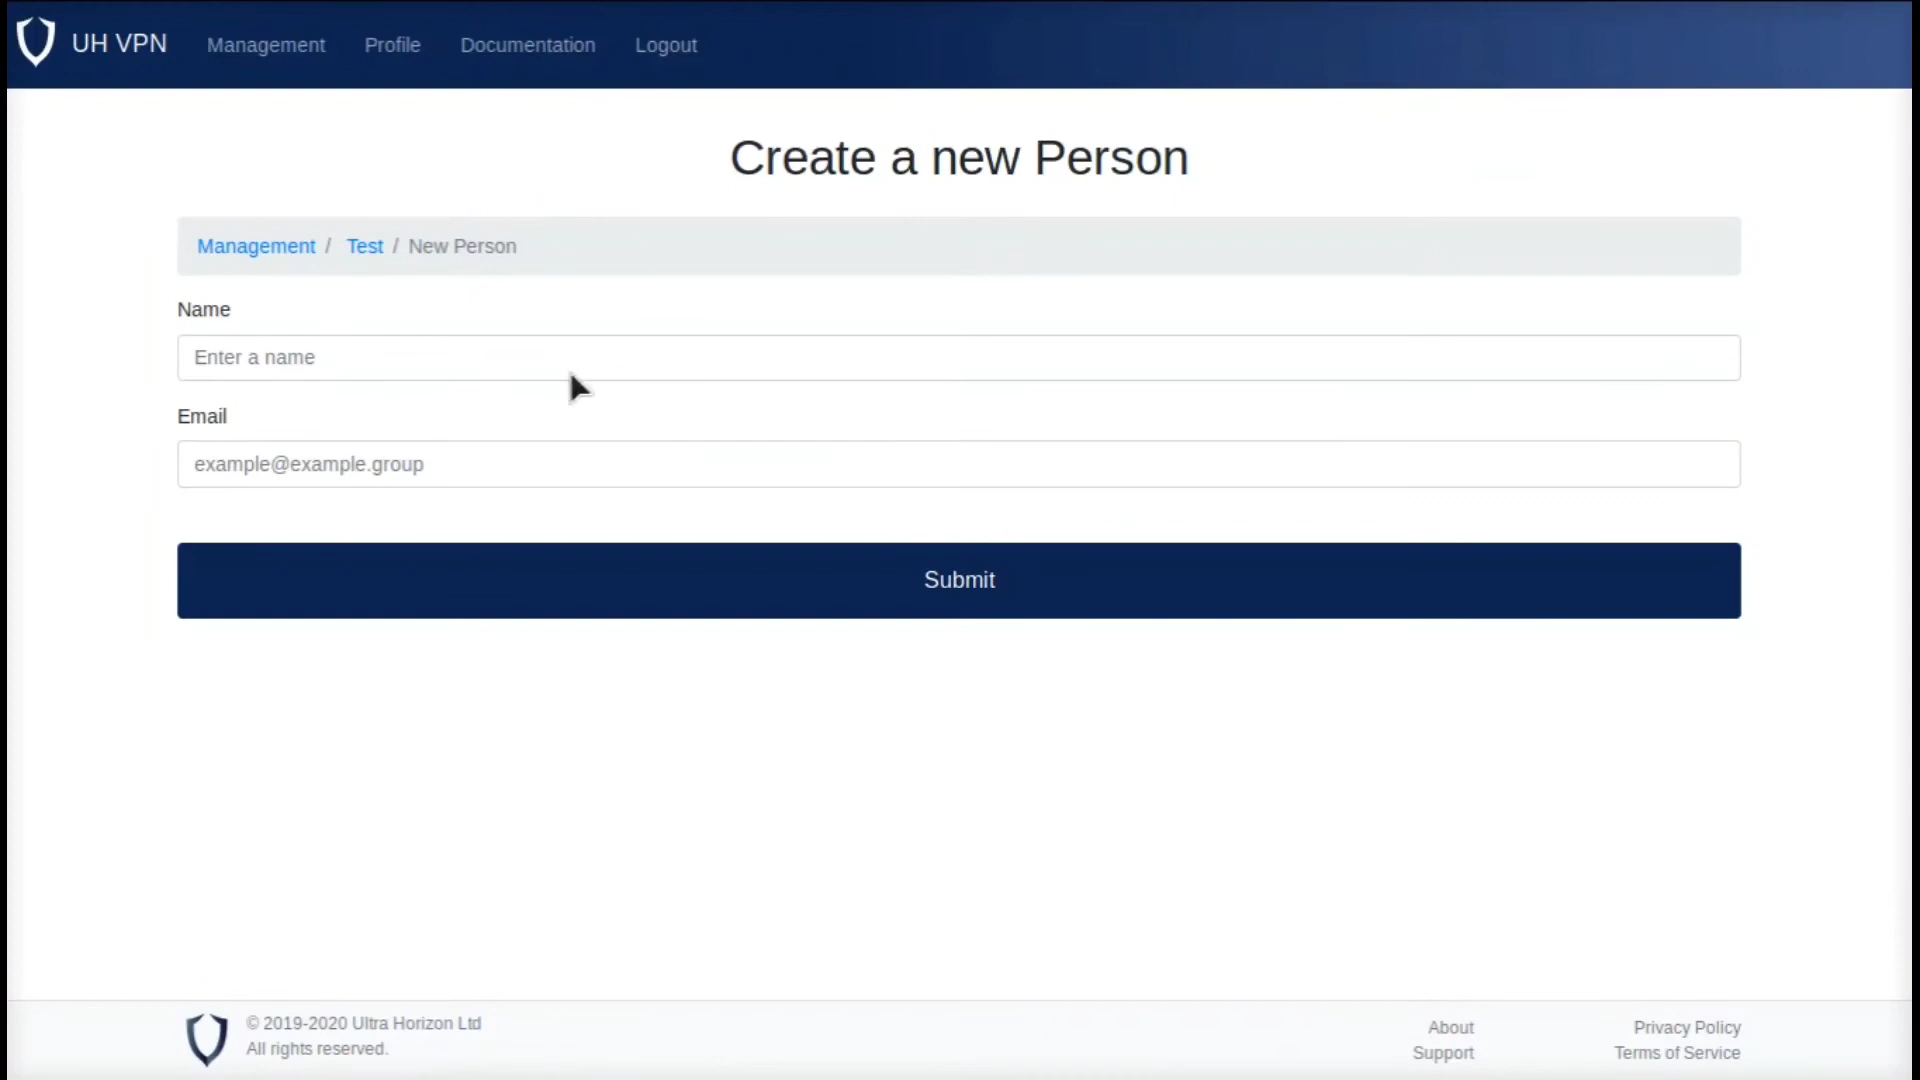 UH VPN Management Profile Documentation Logout
Create a new Person
Management / Test / New Person
Name
Enter a name
Email
example@example.group
Submit
© 2019-2020 Ultra Horizon Ltd
All rights reserved.
About
Support
Privacy Policy
Terms of Service